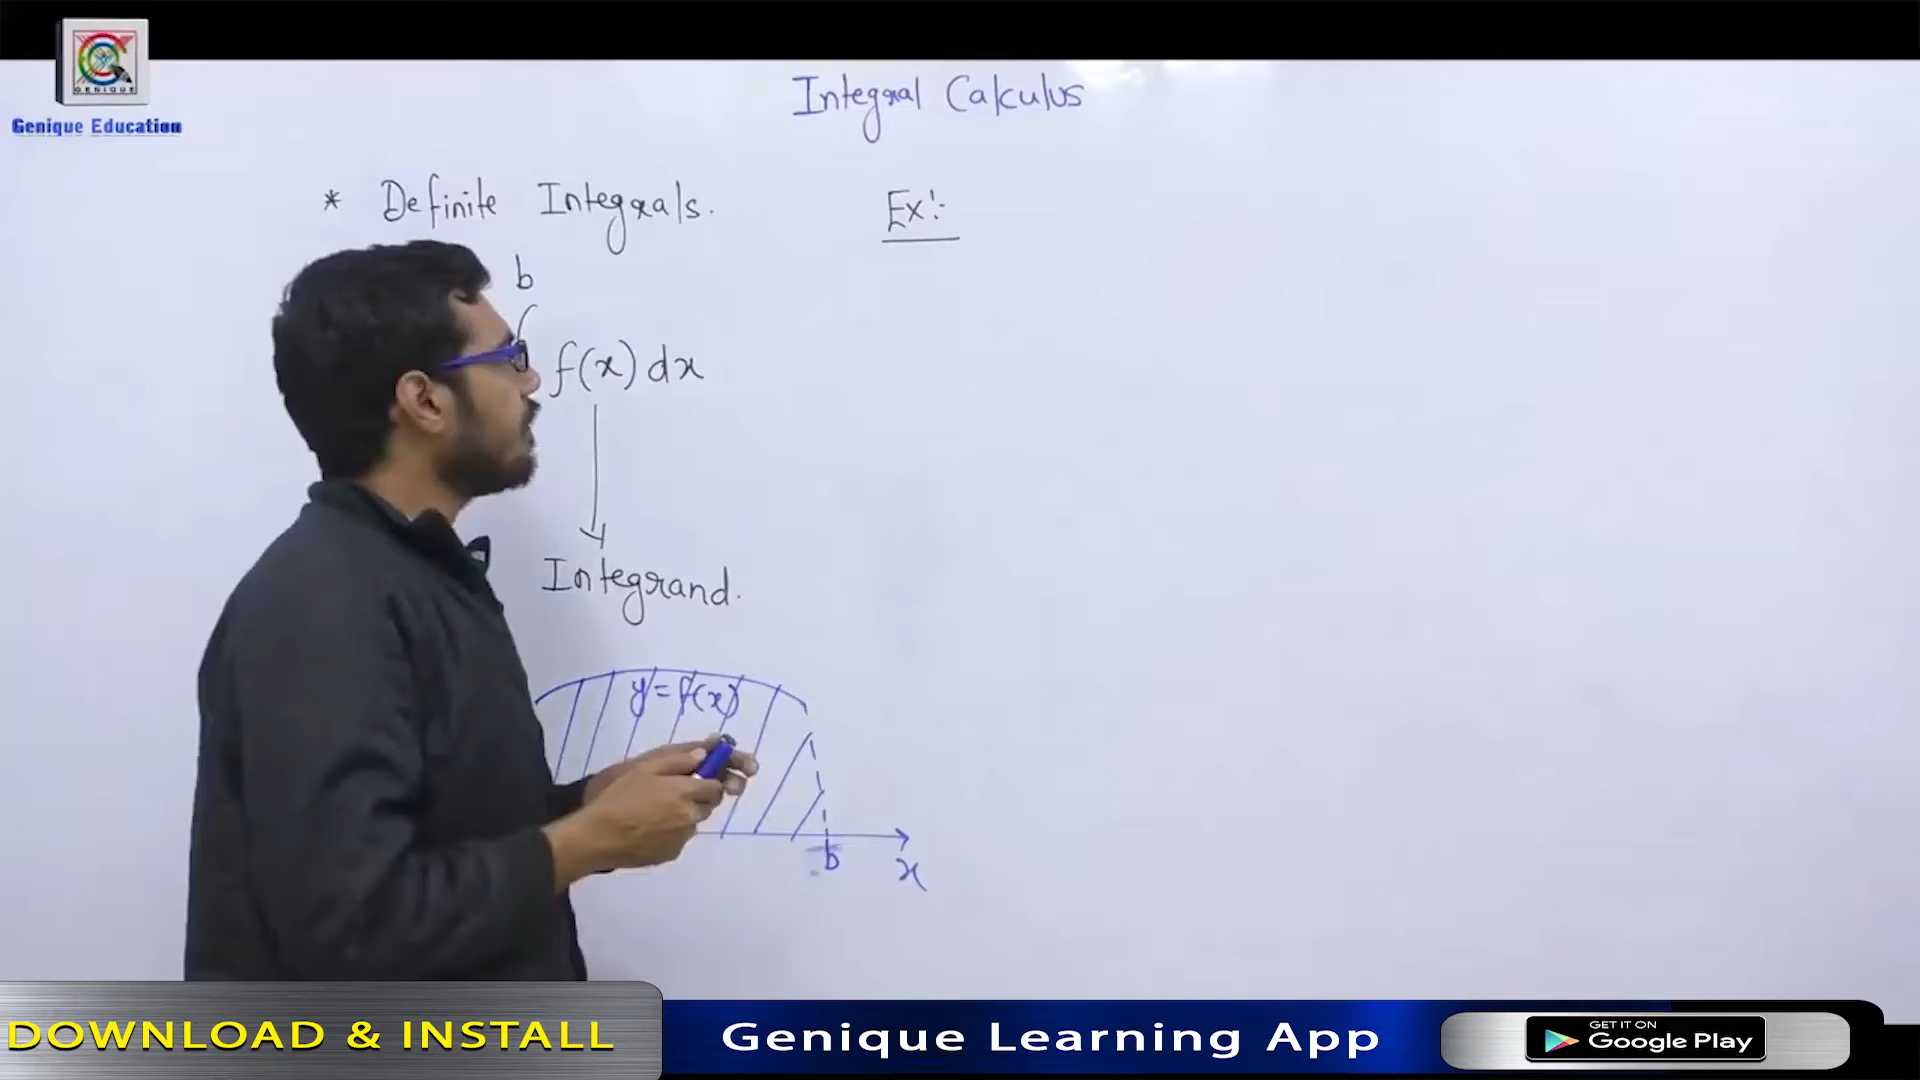 GENIQUE
Genique Education
Integral Calculus
* Definite Integrals.
Ex:-
b
f(x) dx
Integrand.
y = f(x)
b
x
DOWNLOAD & INSTALL
Genique Learning App
GET IT ON
Google Play